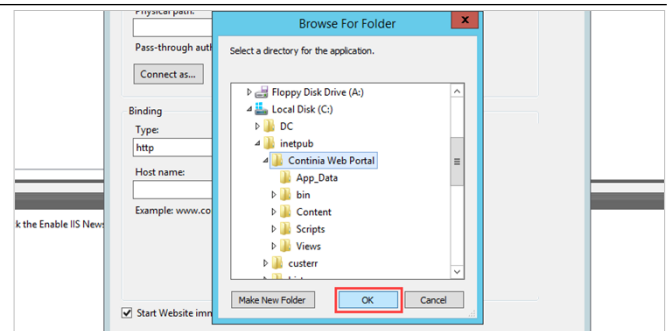 Physical path:
Browse For Folder
x
Pass-through aut
Select a directory for the application.
Connect as...
Floppy Disk Drive (A:)
Local Disk (C:)
Binding
DC
Type:
inetpub
http
Continia Web Portal
Host name:
App_Data
bin
Example: www.co
Content
k the Enable IIS News
Scripts
Views
custerr
Make New Folder
OK
Cancel
Start Website imm